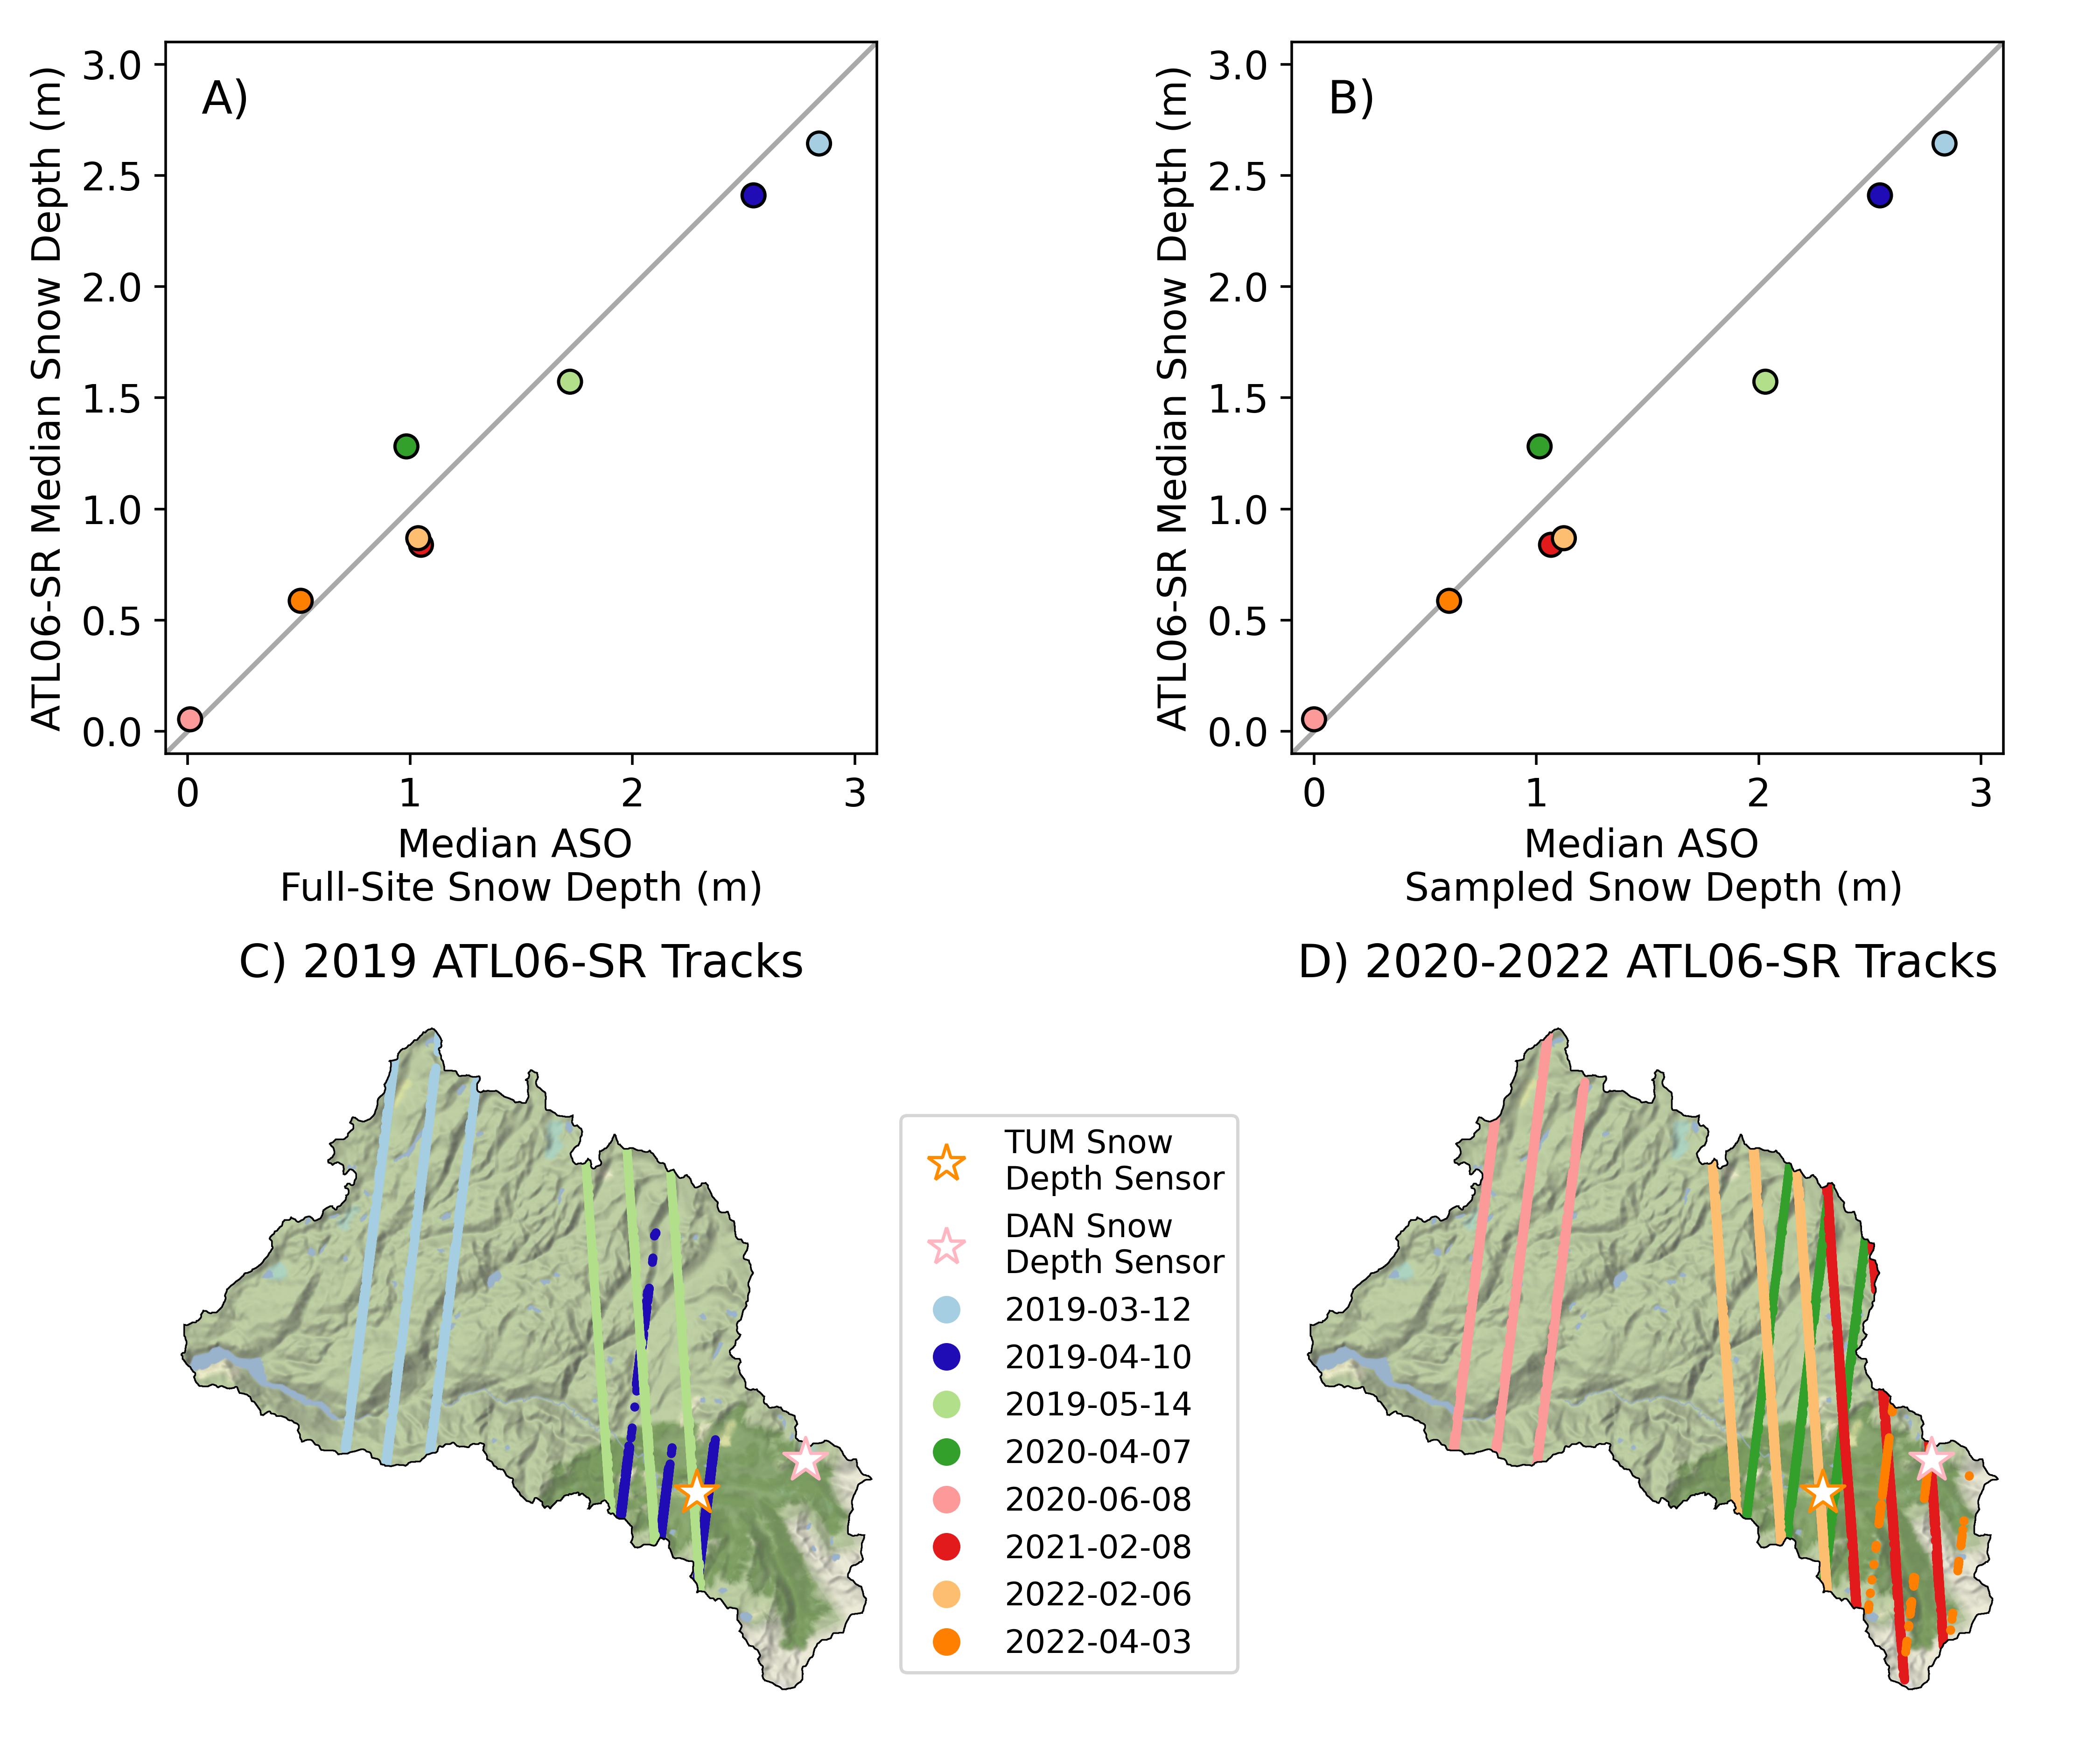 A)
ATL06-SR Median Snow Depth (m)
3.0
2.5
2.0
1.5
1.0
0.5
0.0
0
1
2
3
Median ASO
Full-Site Snow Depth (m)
B)
ATL06-SR Median Snow Depth (m)
3.0
2.5
2.0
1.5
1.0
0.5
0.0
0
1
2
3
Median ASO
Sampled Snow Depth (m)
C) 2019 ATL06-SR Tracks
TUM Snow
Depth Sensor
DAN Snow
Depth Sensor
2019-03-12
2019-04-10
2019-05-14
2020-04-07
2020-06-08
2021-02-08
2022-02-06
2022-04-03
D) 2020-2022 ATL06-SR Tracks